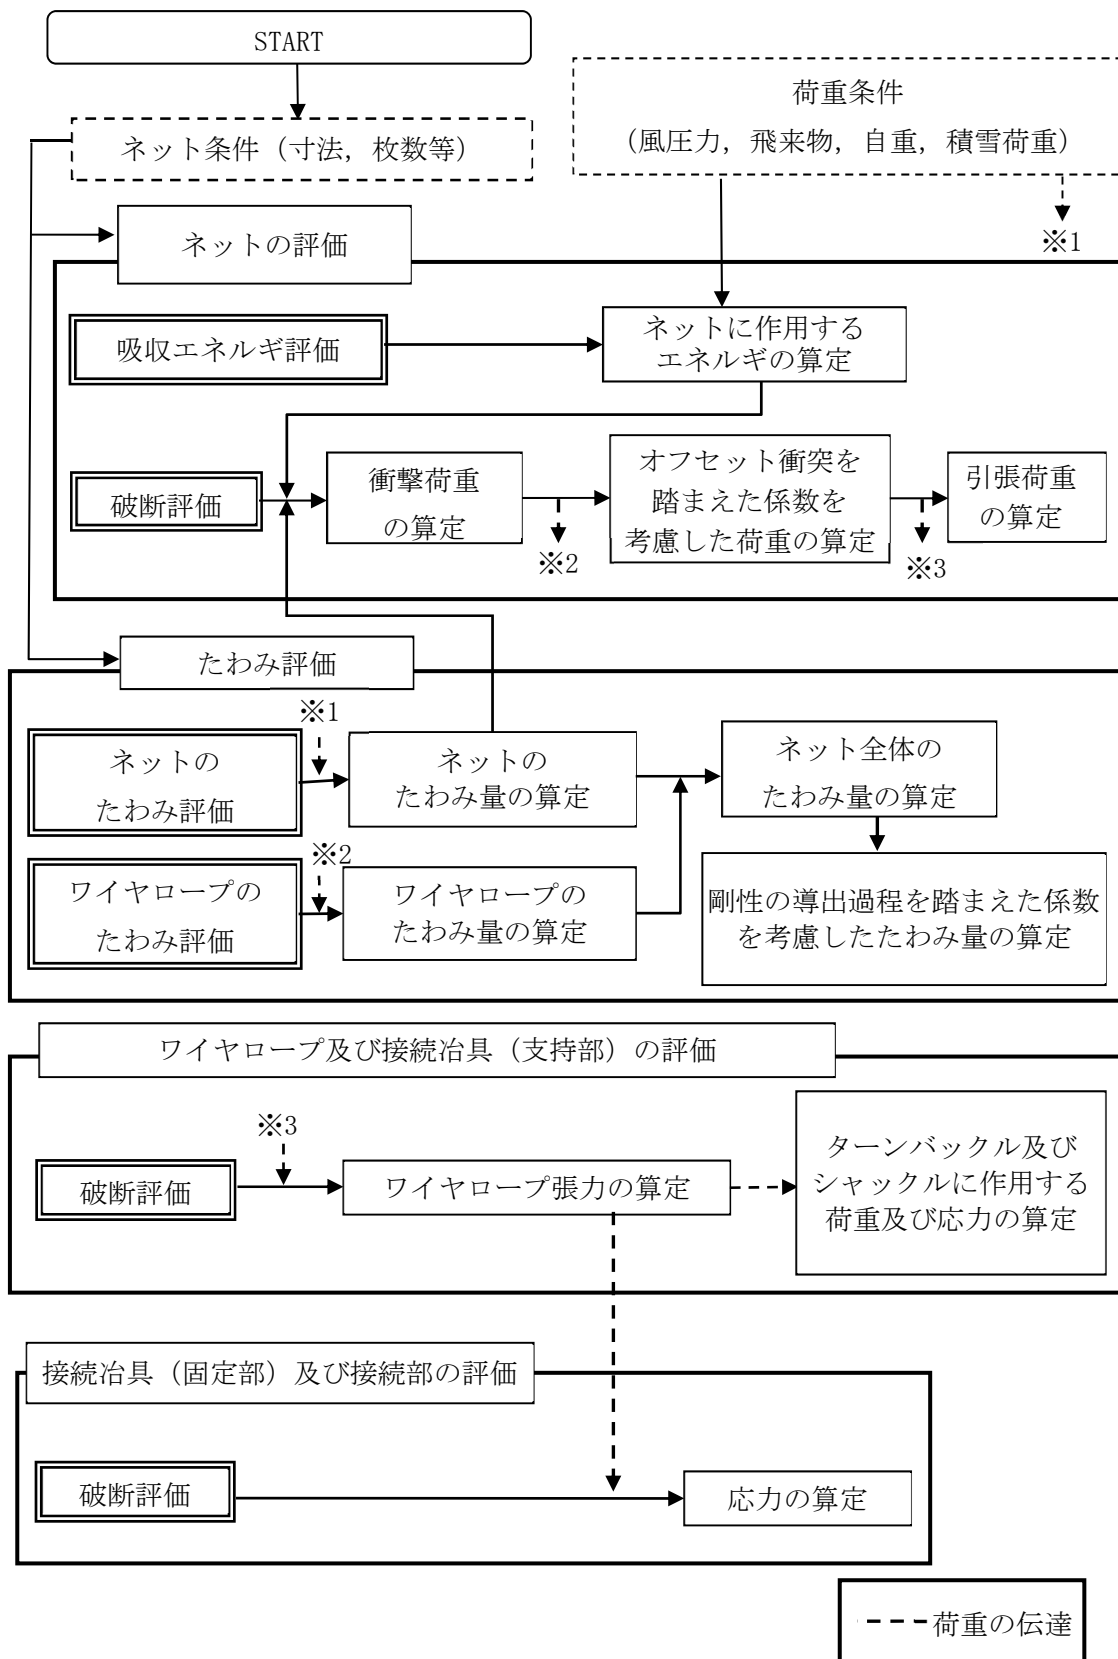 START
荷重条件
(風圧力，飛来物，自重，積雪荷重)
ネット条件（寸法，枚数等）
※1
ネットの評価
吸収エネルギ評価
ネットに作用する
エネルギの算定
破断評価
衝撃荷重
の算定
※2
オフセット衝突を
踏まえた係数を
考慮した荷重の算定
※3
引張荷重
の算定
たわみ評価
※1
ネットの
たわみ評価
ネットの
たわみ量の算定
ネット全体の
たわみ量の算定
※2
ワイヤロープの
たわみ評価
ワイヤロープの
たわみ量の算定
剛性の導出過程を踏まえた係数
を考慮したたわみ量の算定
ワイヤロープ及び接続冶具（支持部）の評価
※3
破断評価
ワイヤロープ張力の算定
ターンバックル及び
シャックルに作用する
荷重及び応力の算定
接続冶具（固定部）及び接続部の評価
破断評価
応力の算定
荷重の伝達